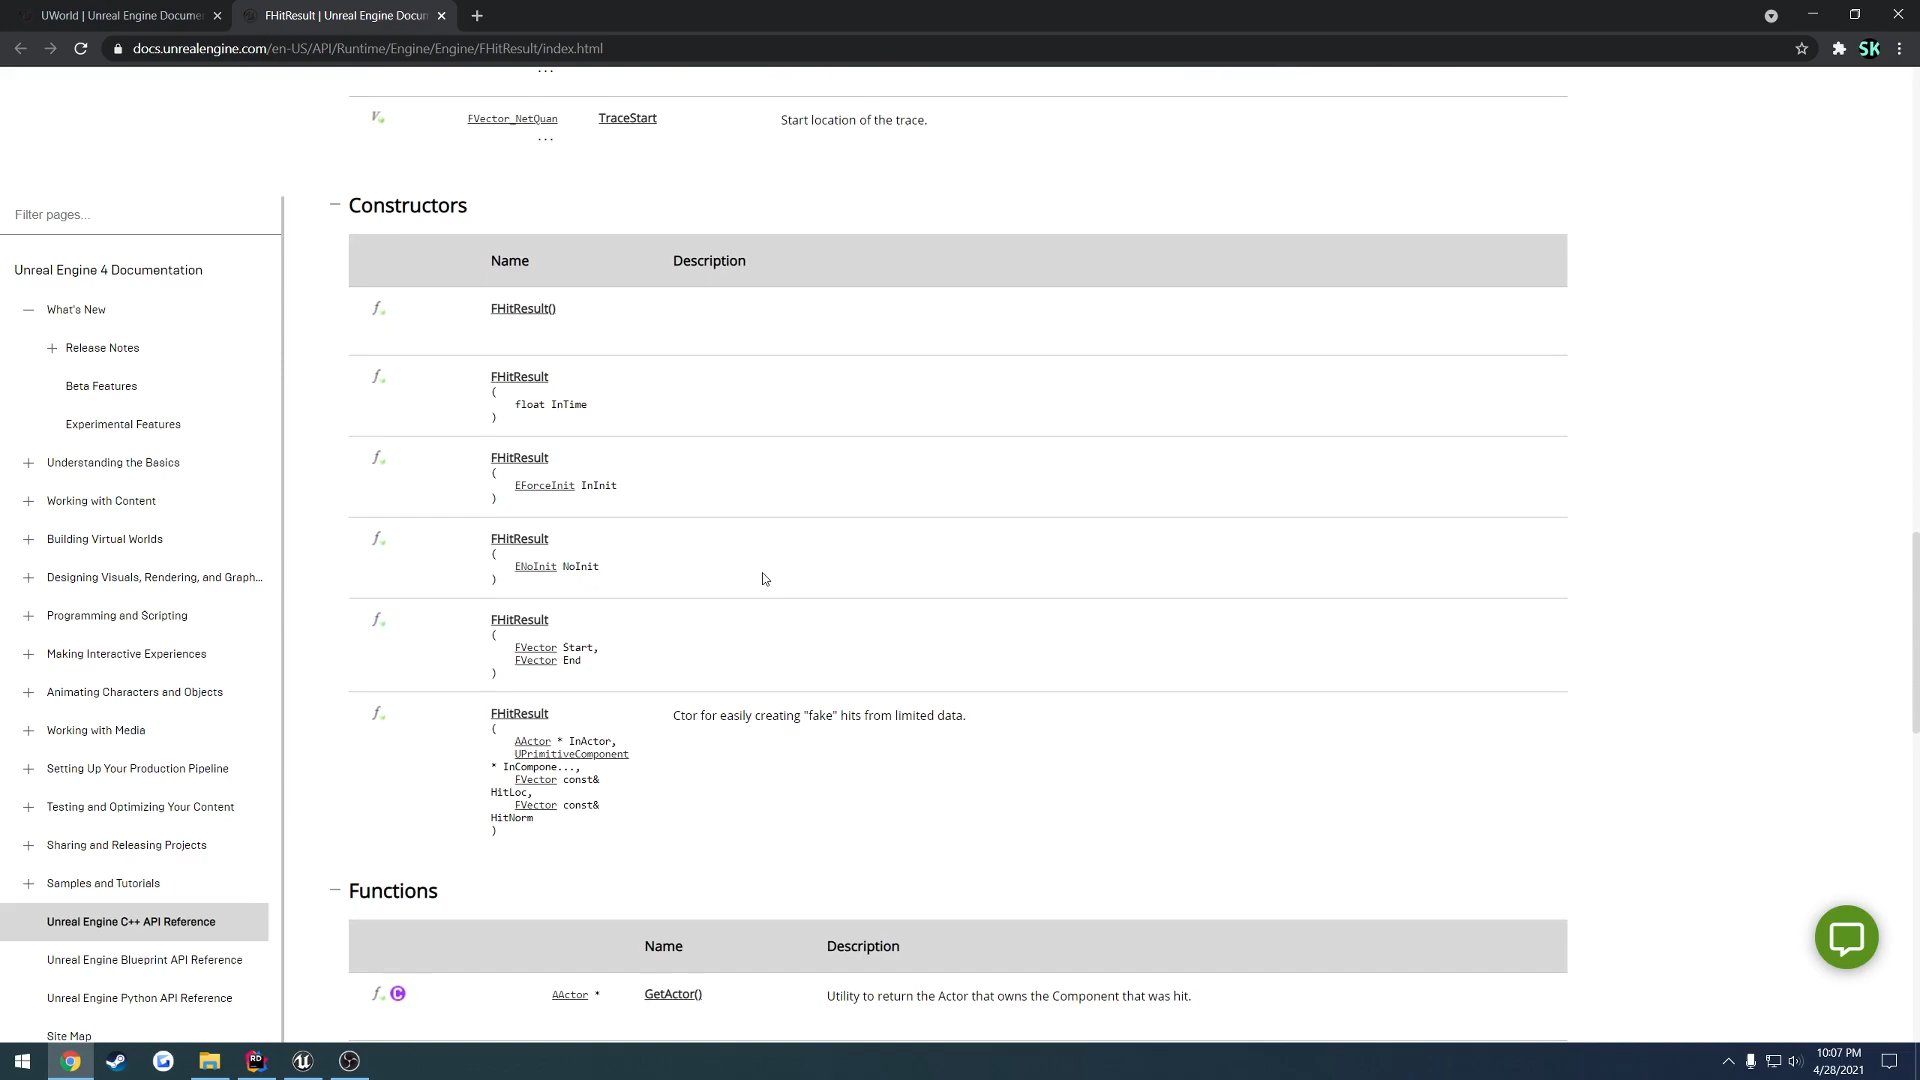 UWorld | Unreal Engine Docume
FHitResult | Unreal Engine Docum
docs.unrealengine.com/en-US/API/Runtime/Engine/Engine/FHitResult/index.html
SK
...
FVector_NetQuan
...
TraceStart
Start location of the trace.
Filter pages...
Unreal Engine 4 Documentation
What's New
Release Notes
Beta Features
Experimental Features
Understanding the Basics
Working with Content
Building Virtual Worlds
Designing Visuals, Rendering, and Graph...
Programming and Scripting
Making Interactive Experiences
Animating Characters and Objects
Working with Media
Setting Up Your Production Pipeline
Testing and Optimizing Your Content
Sharing and Releasing Projects
Samples and Tutorials
Unreal Engine C++ API Reference
Unreal Engine Blueprint API Reference
Unreal Engine Python API Reference
Site Map
Constructors
Name Description
FHitResult()
FHitResult
(
float InTime
)
FHitResult
(
EForceInit InInit
)
FHitResult
(
ENoInit NoInit
)
FHitResult
(
FVector Start,
FVector End
)
FHitResult
(
AActor * InActor,
UPrimitiveComponent
* InCompone...,
FVector const&
HitLoc,
FVector const&
HitNorm
)
Ctor for easily creating "fake" hits from limited data.
Functions
Name Description
AActor * GetActor() Utility to return the Actor that owns the Component that was hit.
10:07 PM
4/28/2021